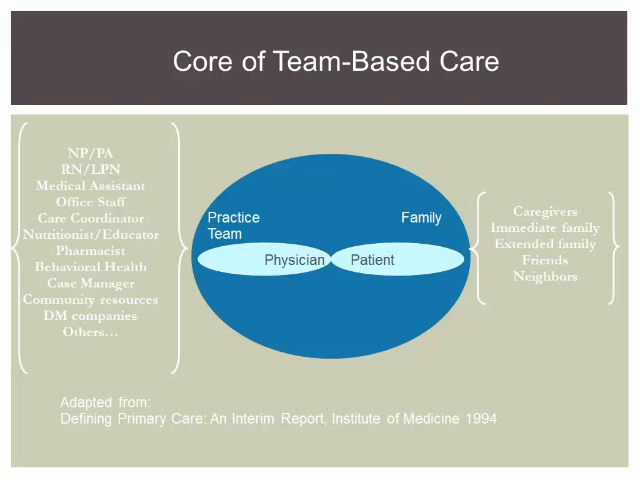 Core of Team-Based Care
NP/PA
RN/LPN
Medical Assistant
Office Staff
Care Coordinator
Nutritionist/Educator
Pharmacist
Behavioral Health
Case Manager
Community resources
DM companies
Others…
Practice
Team
Family
Physician
Patient
Caregivers
Immediate family
Extended family
Friends
Neighbors
Adapted from:
Defining Primary Care: An Interim Report, Institute of Medicine 1994